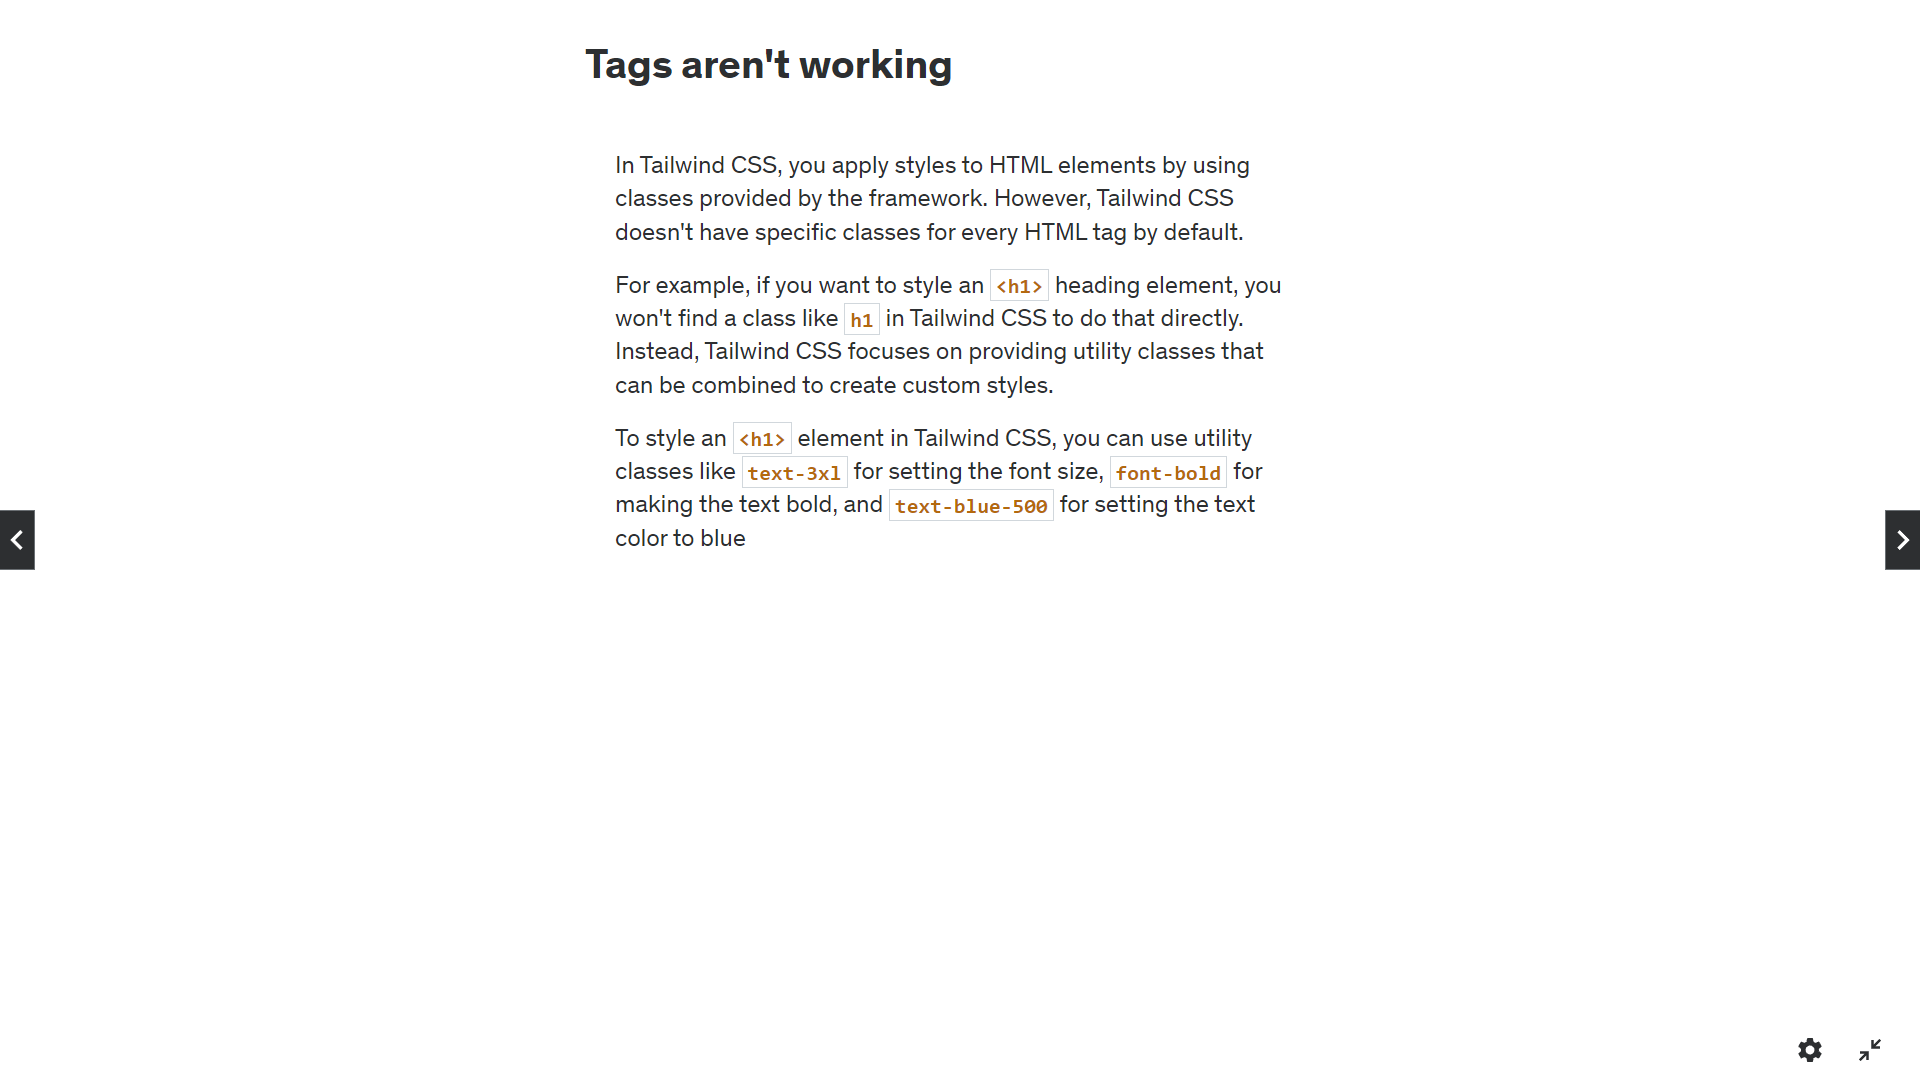 Tags aren't working
In Tailwind CSS, you apply styles to HTML elements by using
classes provided by the framework. However, Tailwind CSS
doesn't have specific classes for every HTML tag by default.
For example, if you want to style an <h1> heading element, you
won't find a class like h1 in Tailwind CSS to do that directly.
Instead, Tailwind CSS focuses on providing utility classes that
can be combined to create custom styles.
To style an <h1> element in Tailwind CSS, you can use utility
classes like text-3xl for setting the font size, font-bold for
making the text bold, and text-blue-500 for setting the text
color to blue